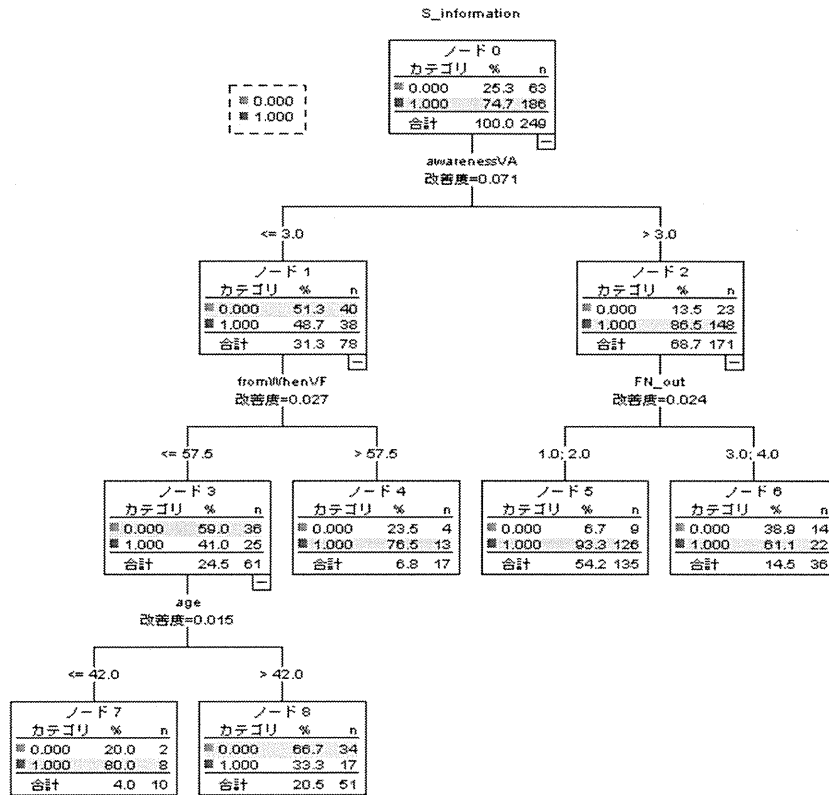 S_information
ノード 0
カテゴリ % n
0.000 25.3 63
1.000 74.7 186
合計 100.0 249
0.000
1.000
awarenessVA
改善度=0.071
<= 3.0
> 3.0
ノード 1
カテゴリ % n
0.000 51.3 40
1.000 48.7 38
合計 31.3 78
ノード 2
カテゴリ % n
0.000 13.5 23
1.000 86.5 148
合計 68.7 171
fromWhenVF
改善度=0.027
FN_out
改善度=0.024
<= 57.5
> 57.5
1.0; 2.0
3.0; 4.0
ノード 3
カテゴリ % n
0.000 59.0 36
1.000 41.0 25
合計 24.5 61
ノード 4
カテゴリ % n
0.000 23.5 4
1.000 76.5 13
合計 6.8 17
ノード 5
カテゴリ % n
0.000 6.7 9
1.000 93.3 126
合計 54.2 135
ノード 6
カテゴリ % n
0.000 38.9 14
1.000 61.1 22
合計 14.5 36
age
改善度=0.015
<= 42.0
> 42.0
ノード 7
カテゴリ % n
0.000 20.0 2
1.000 80.0 8
合計 4.0 10
ノード 8
カテゴリ % n
0.000 66.7 34
1.000 33.3 17
合計 20.5 51